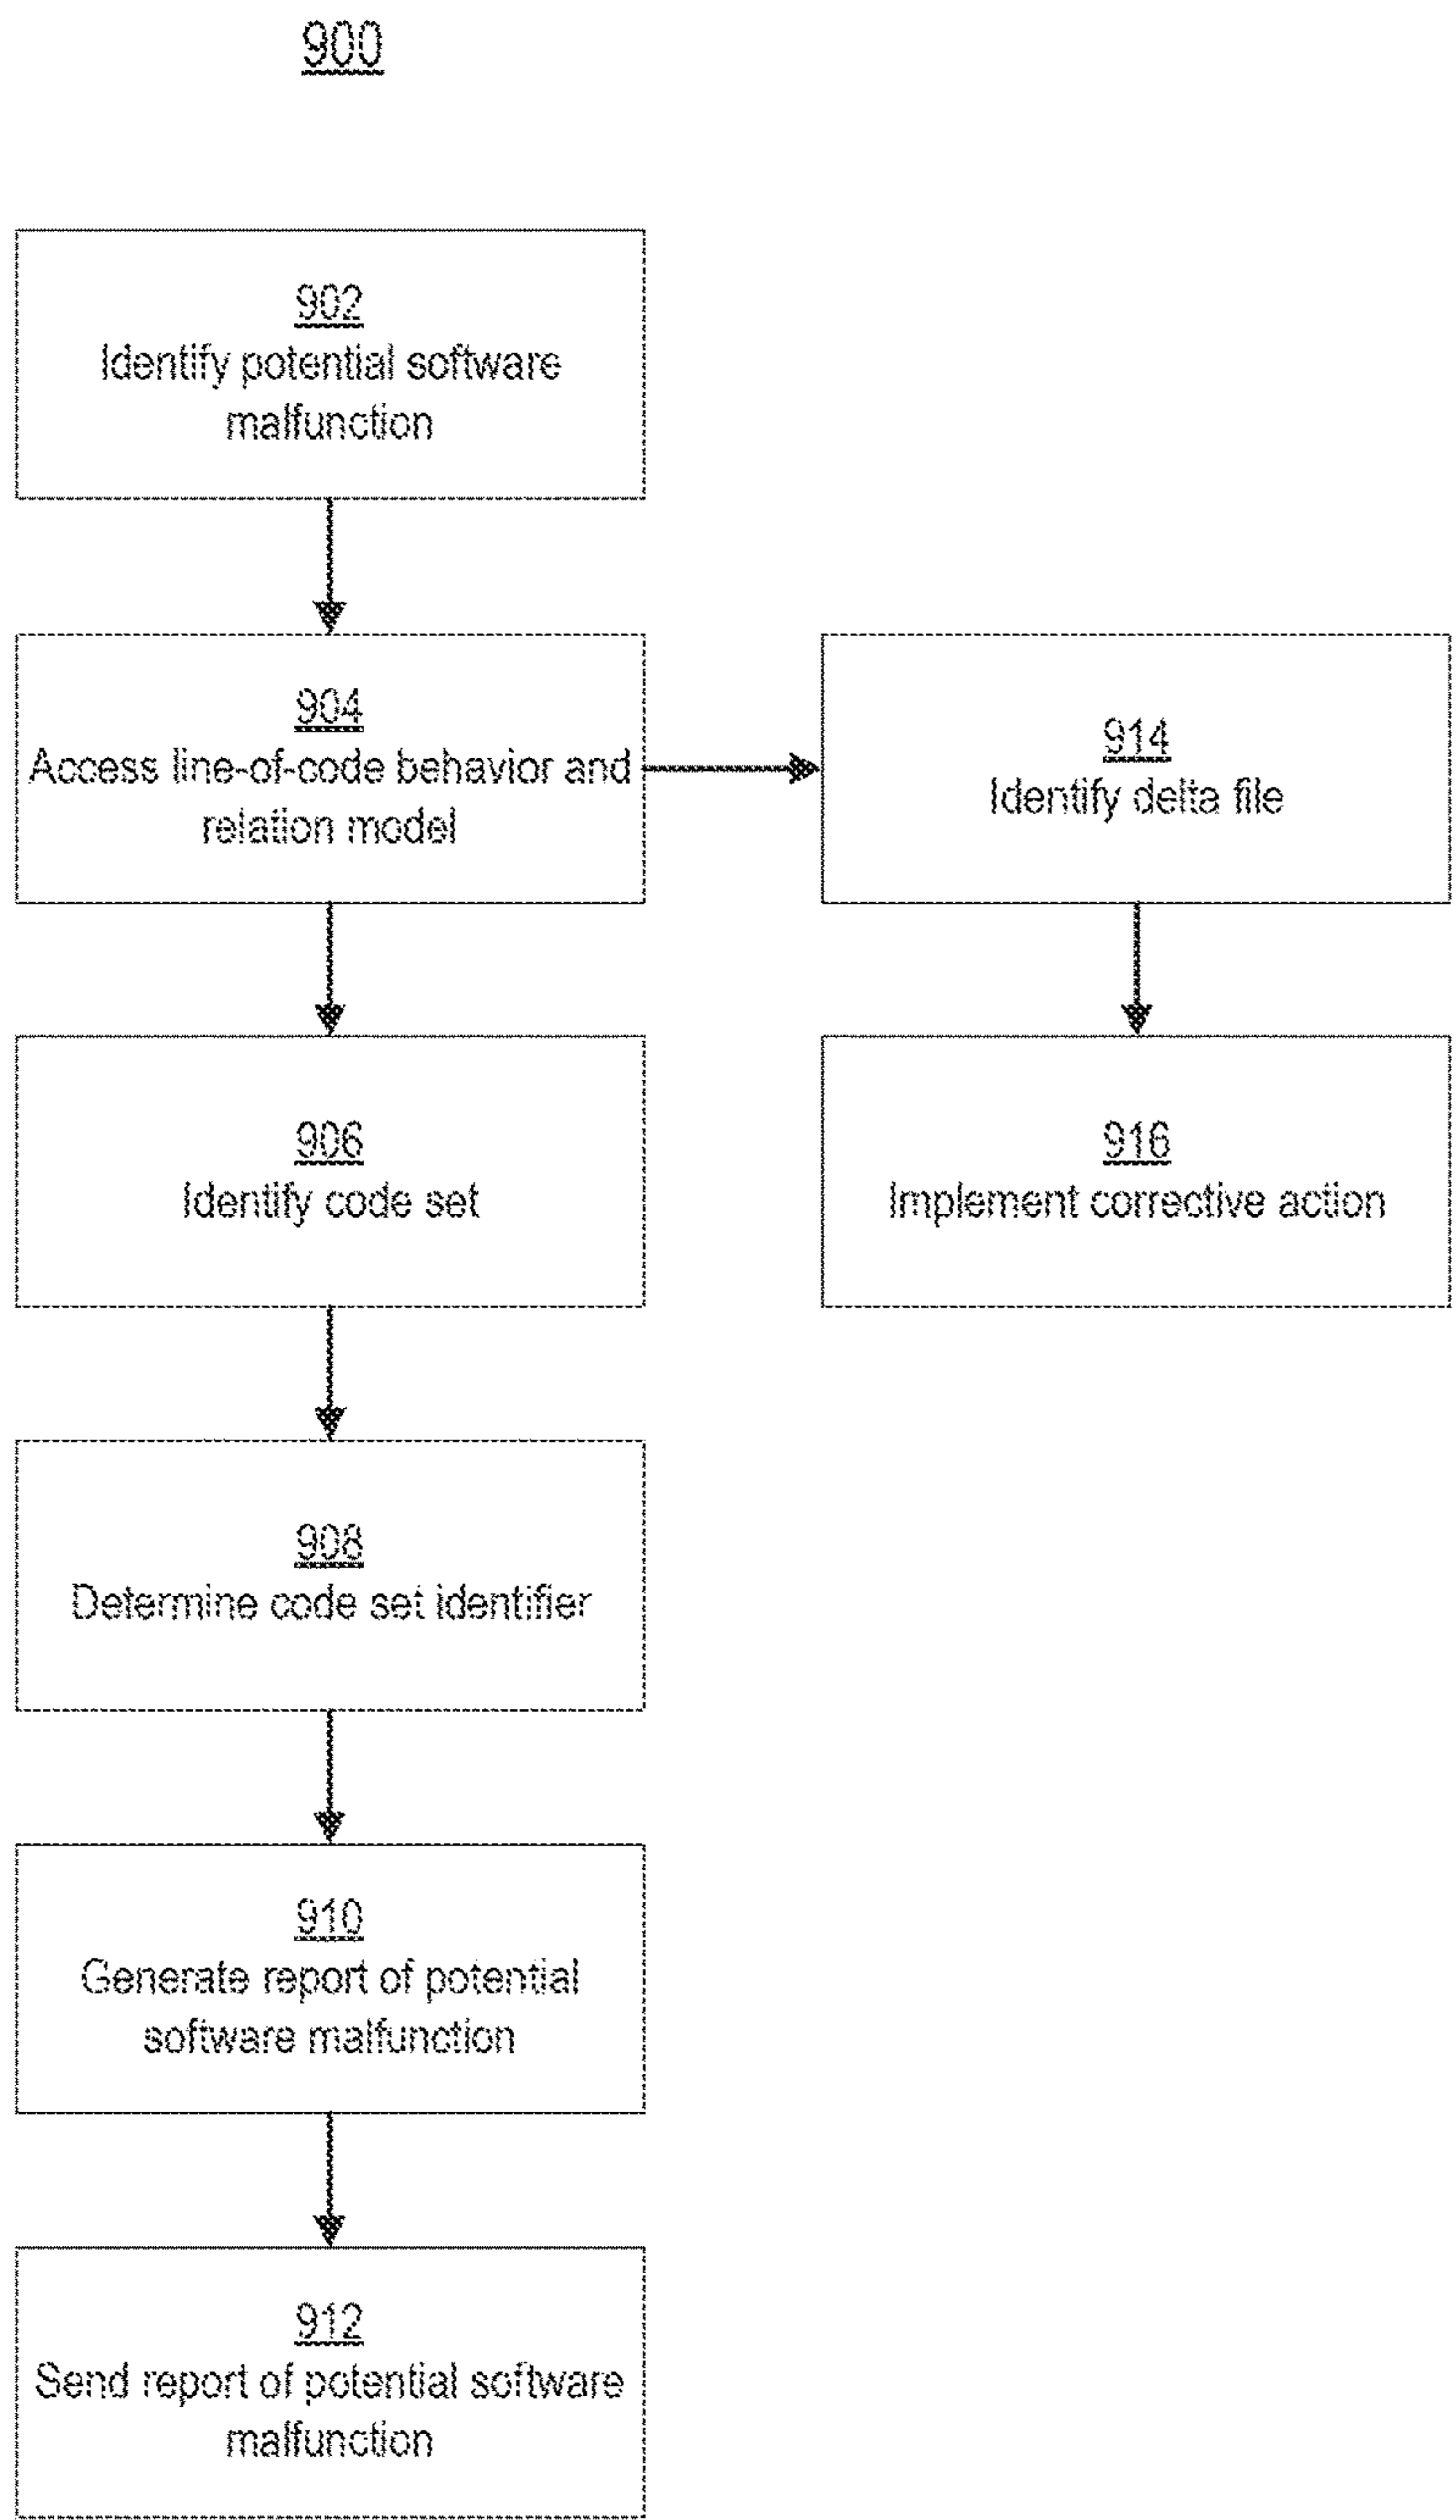 900
902
Identify potential software
malfunction
904
Access line-of-code behavior and
relation model
914
Identify delta file
906
Identify code set
916
Implement corrective action
908
Determine code set identifier
910
Generate report of potential
software malfunction
912
Send report of potential software
malfunction